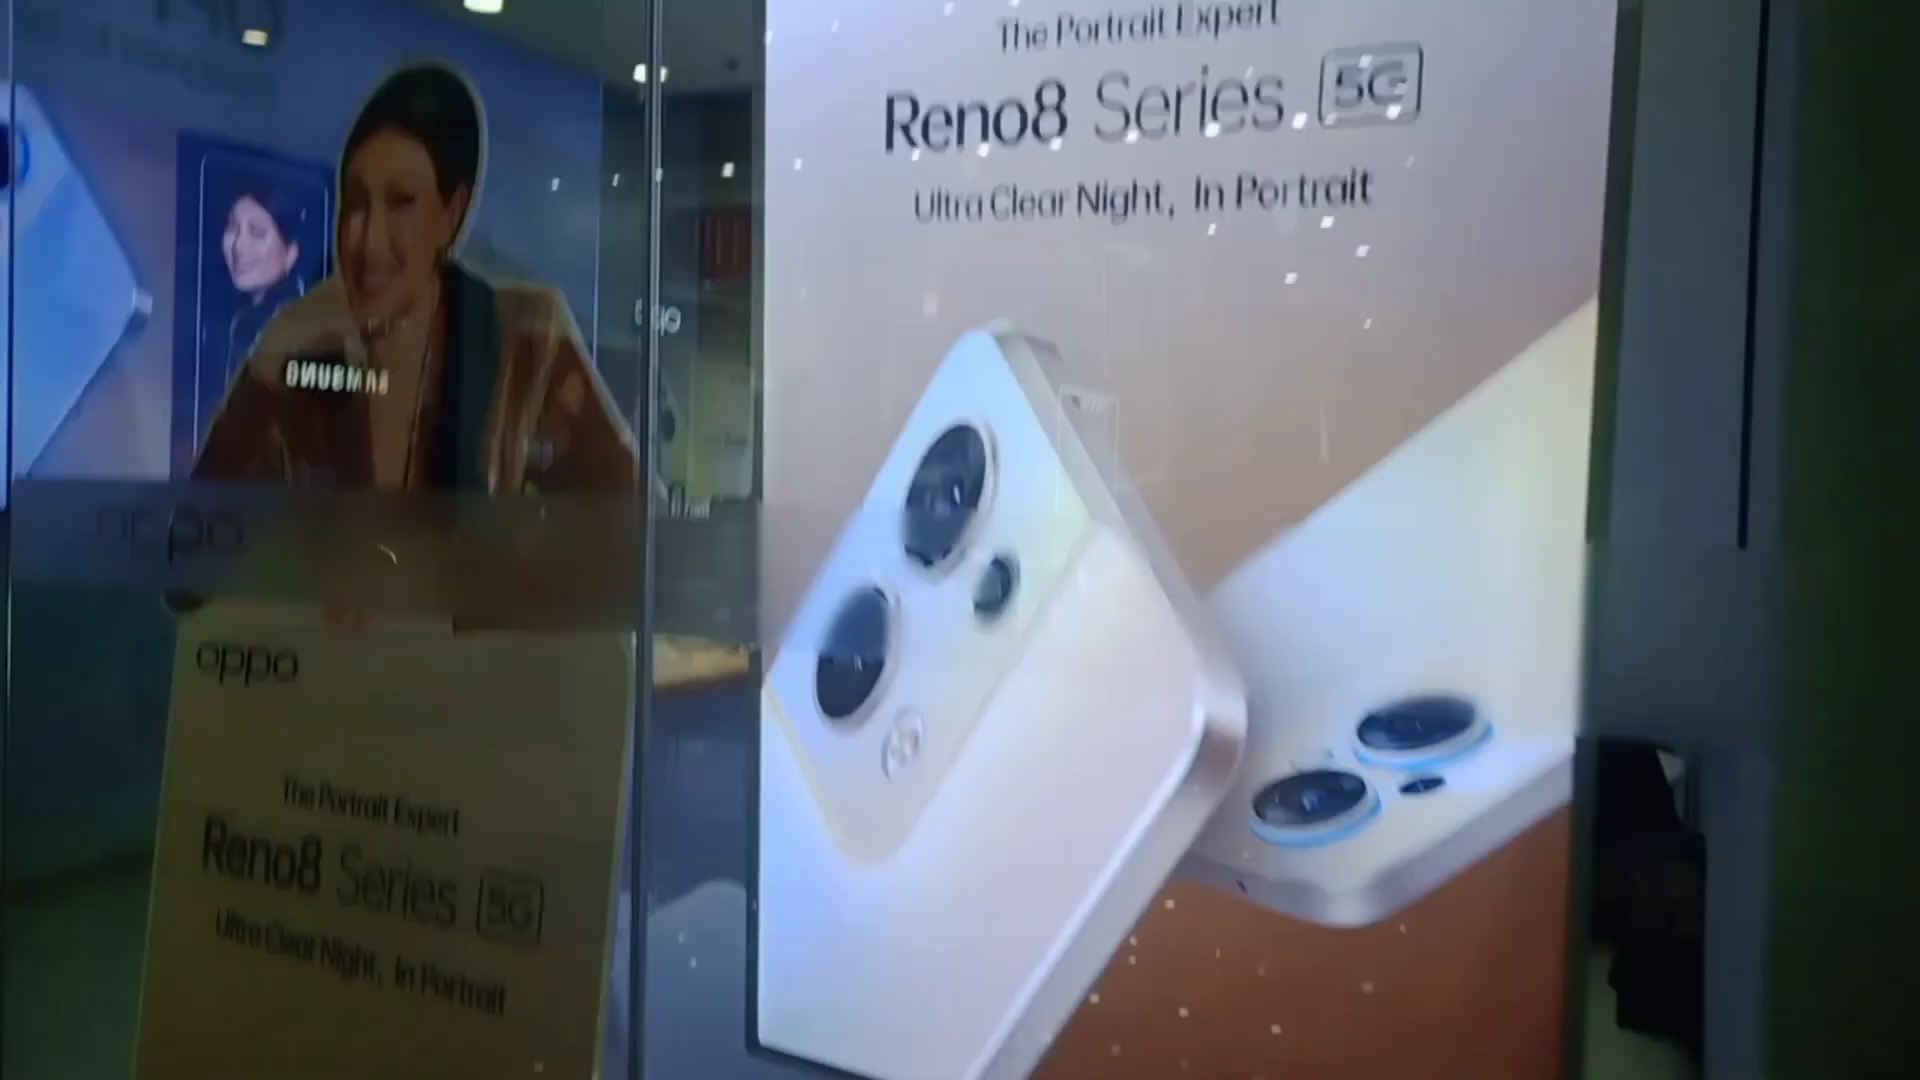 The Portrait Expert
Reno8 Series 5G
Ultra Clear Night, In Portrait
SAMSUNG
oppo
oppo
oppo
The Portrait Expert
Reno8 Series 5G
Ultra Clear Night, In Portrait